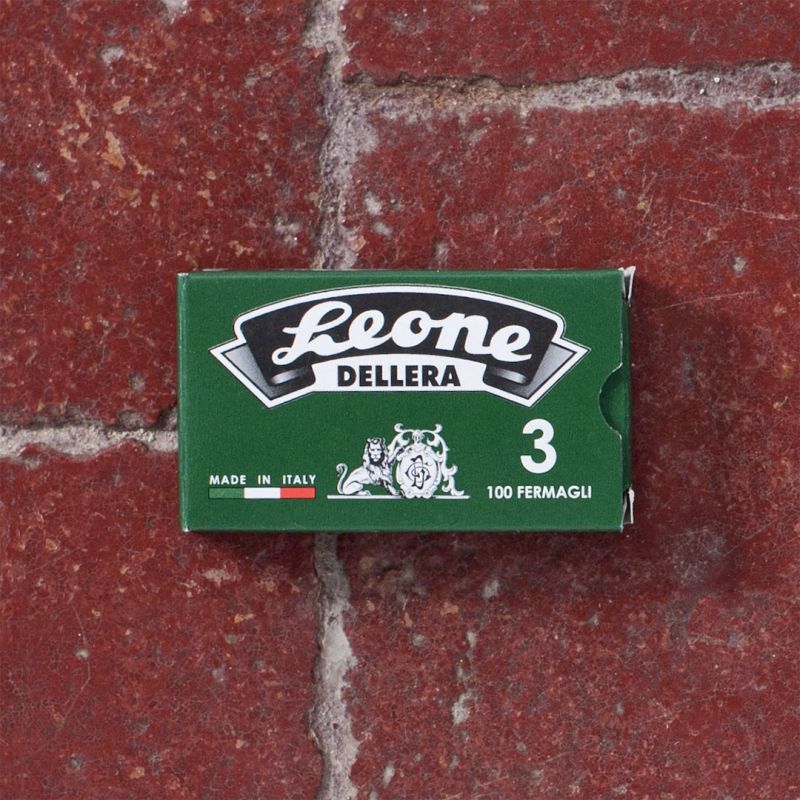 Leone
DELLERA
3
MADE IN ITALY
100 FERMAGLI